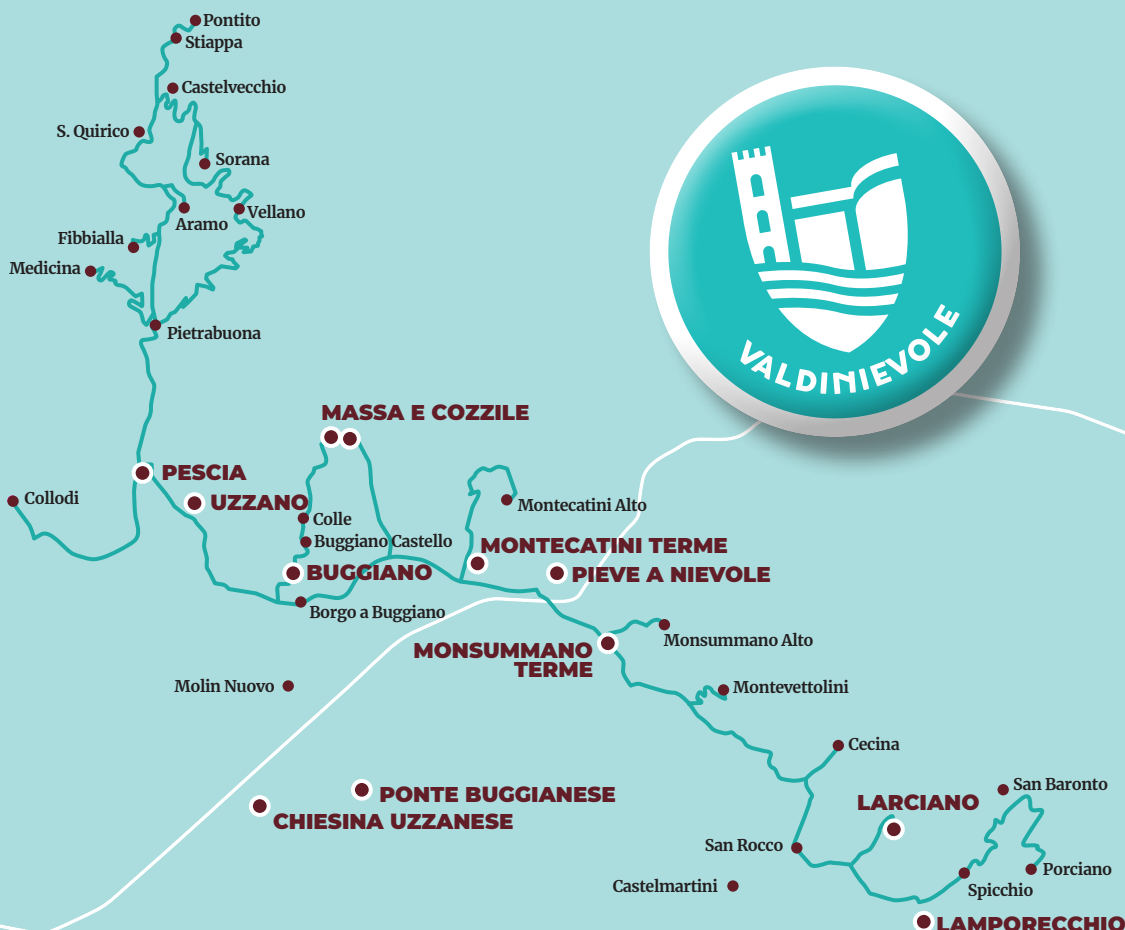 Pontito
Stiappa
Castelvecchio
S. Quirico
Sorana
Vellano
Aramo
Fibbialla
Medicina
Pietrabuona
VALDINIEVOLE
MASSA E COZZILE
PESCIA
Collodi
UZZANO
Colle
Montecatini Alto
Buggiano Castello
MONTECATINI TERME
BUGGIANO
PIEVE A NIEVOLE
Borgo a Buggiano
MONSUMMANO
TERME
Monsummano Alto
Molin Nuovo
Montevettolini
Cecina
San Baronto
PONTE BUGGIANESE
LARCIANO
CHIESINA UZZANESE
San Rocco
Porciano
Castelmartini
Spicchio
LAMPORECCHIO